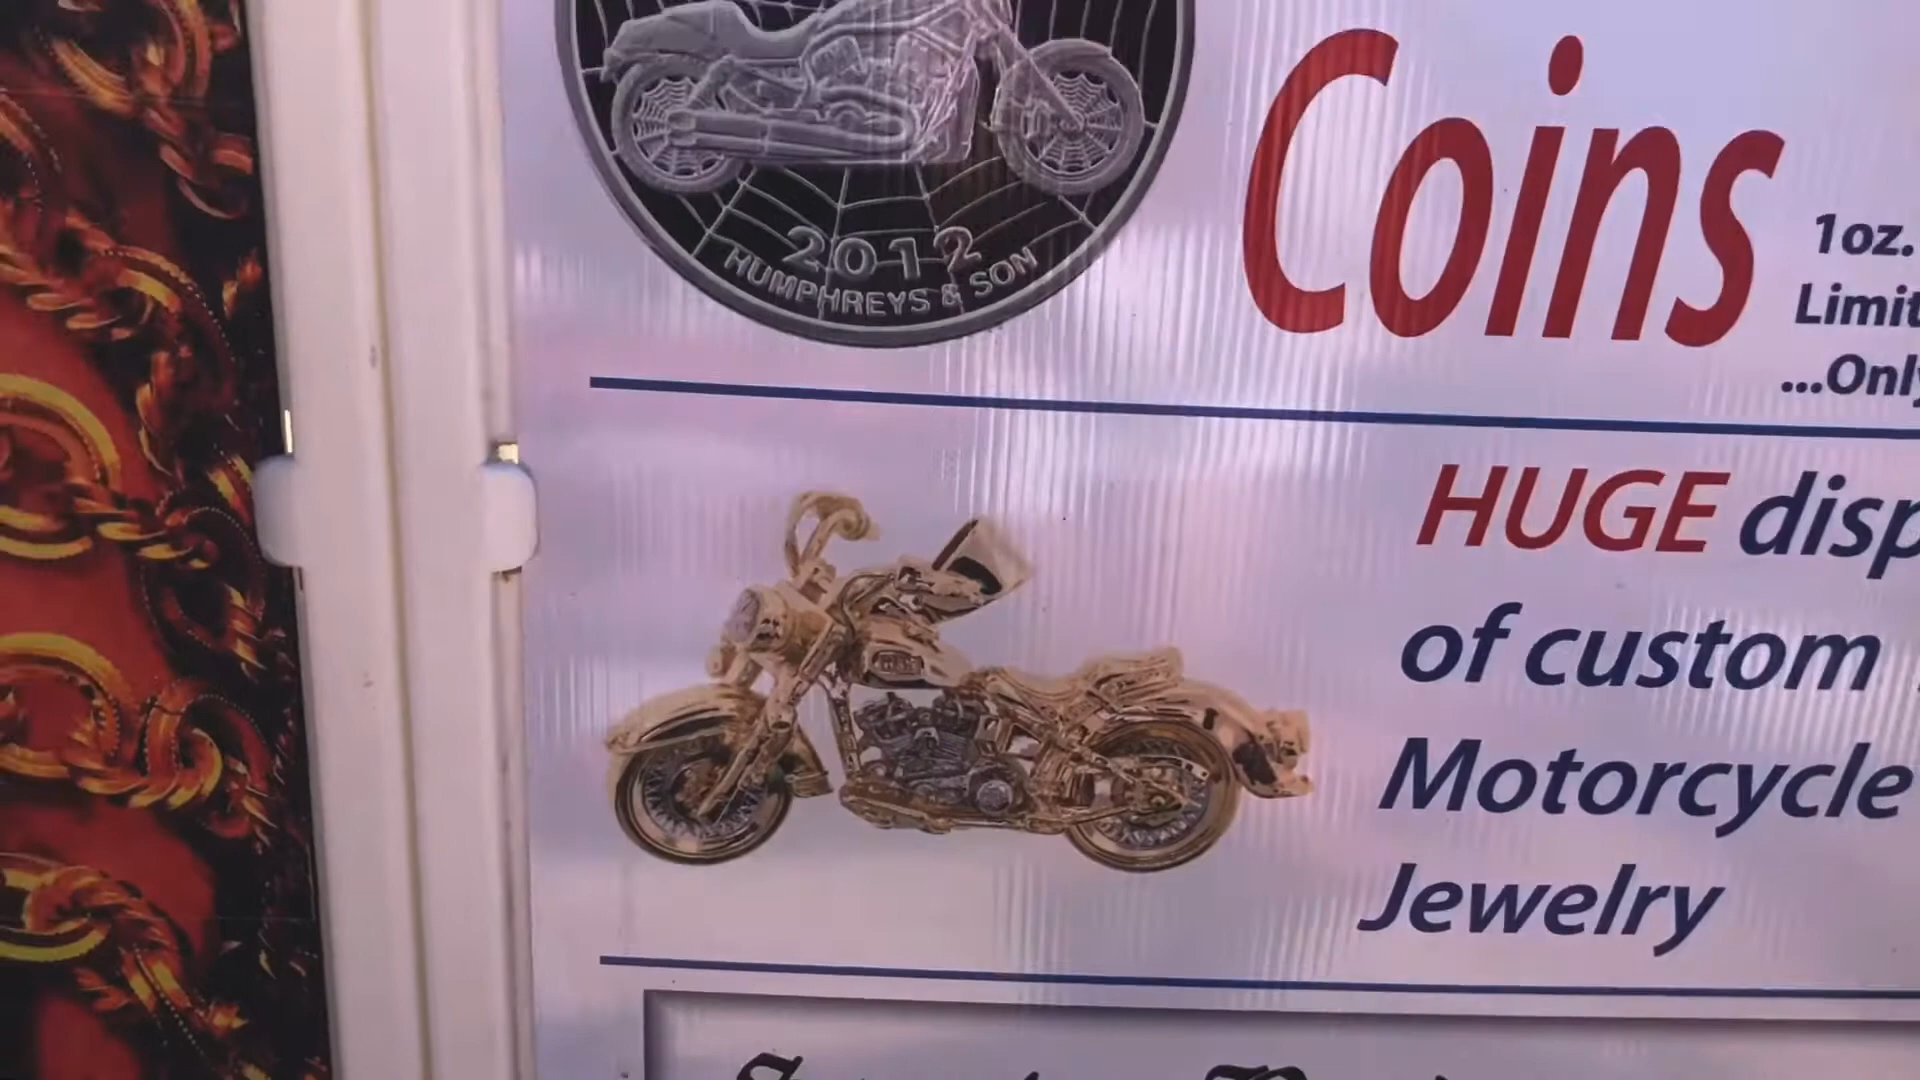 2012
HUMPHREYS & SON
Coins
1oz.
Limit
...Only
HUGE disp
of custom
Motorcycle
Jewelry